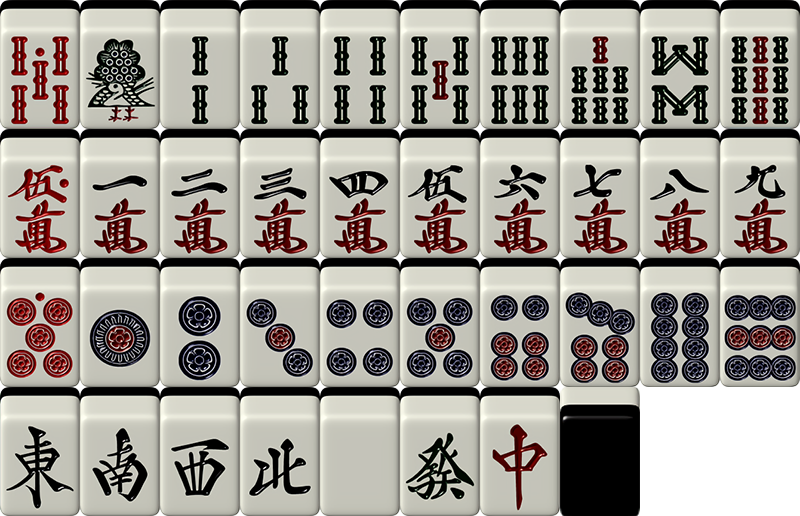 伍 一 二 三 四 伍 六 七 八 九
萬 萬 萬 萬 萬 萬 萬 萬 萬 萬
東 南 西 北 發 中